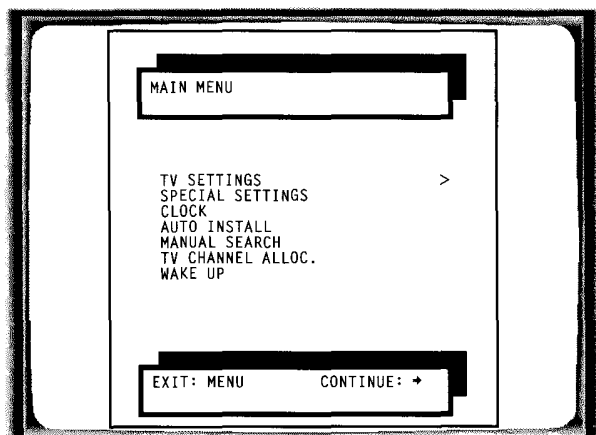 MAIN MENU
TV SETTINGS >
SPECIAL SETTINGS
CLOCK
AUTO INSTALL
MANUAL SEARCH
TV CHANNEL ALLOC.
WAKE UP
EXIT: MENU CONTINUE: ➔